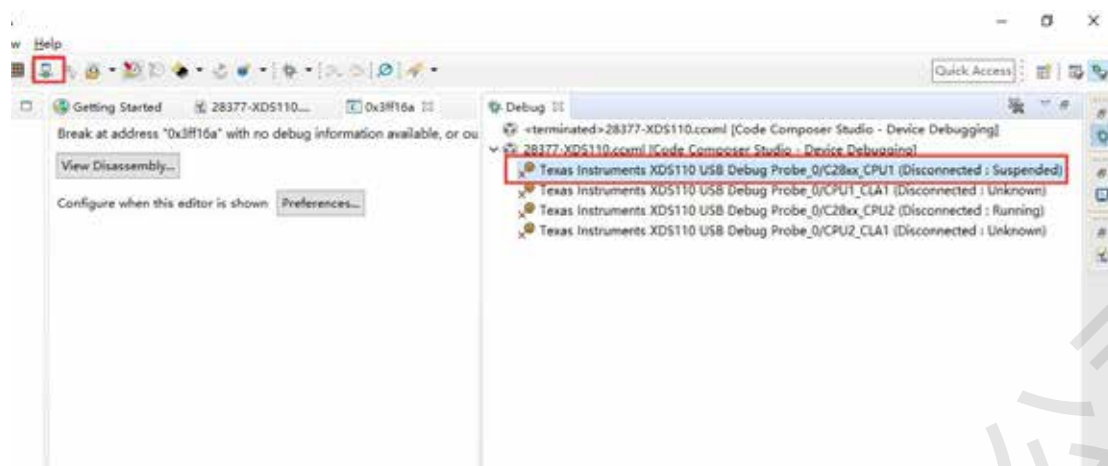 w Help
Quick Access
Getting Started
28377-XDS110....
0x3ff16a
Debug
Break at address "0x3ff16a" with no debug information available, or ou
View Disassembly...
Configure when this editor is shown Preferences...
<terminated>28377-XDS110.ccxml [Code Composer Studio - Device Debugging]
28377-XDS110.ccxml [Code Composer Studio - Device Debugging]
Texas Instruments XDS110 USB Debug Probe_0/C28xx_CPU1 (Disconnected : Suspended)
Texas Instruments XDS110 USB Debug Probe_0/CPU1_CLA1 (Disconnected : Unknown)
Texas Instruments XDS110 USB Debug Probe_0/C28xx_CPU2 (Disconnected : Running)
Texas Instruments XDS110 USB Debug Probe_0/CPU2_CLA1 (Disconnected : Unknown)